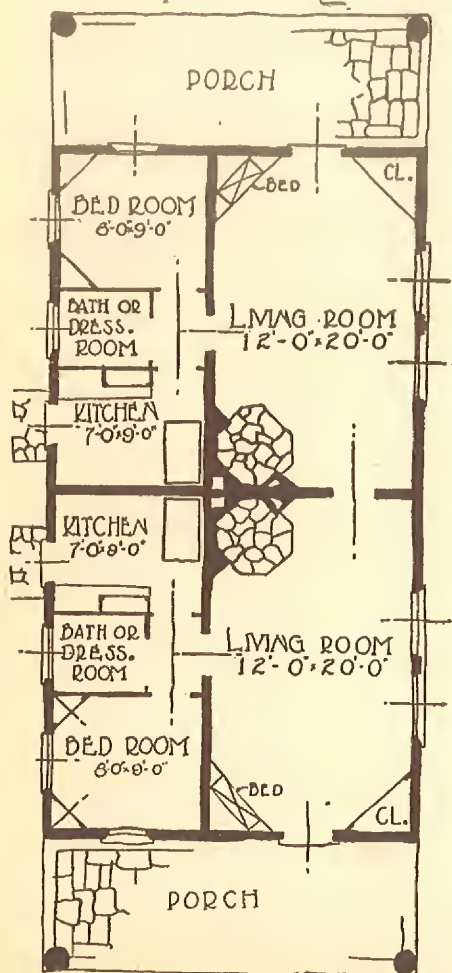 PORCH
BED
CL.
BED ROOM
8'-0"x9'-0"
BATH OR
DRESS.
ROOM
LIVING ROOM
12'-0"x20'-0"
KITCHEN
7'-0"x9'-0"
KITCHEN
7'-0"x9'-0"
BATH OR
DRESS.
ROOM
LIVING ROOM
12'-0"x20'-0"
BED ROOM
8'-0"x9'-0"
BED
CL.
PORCH